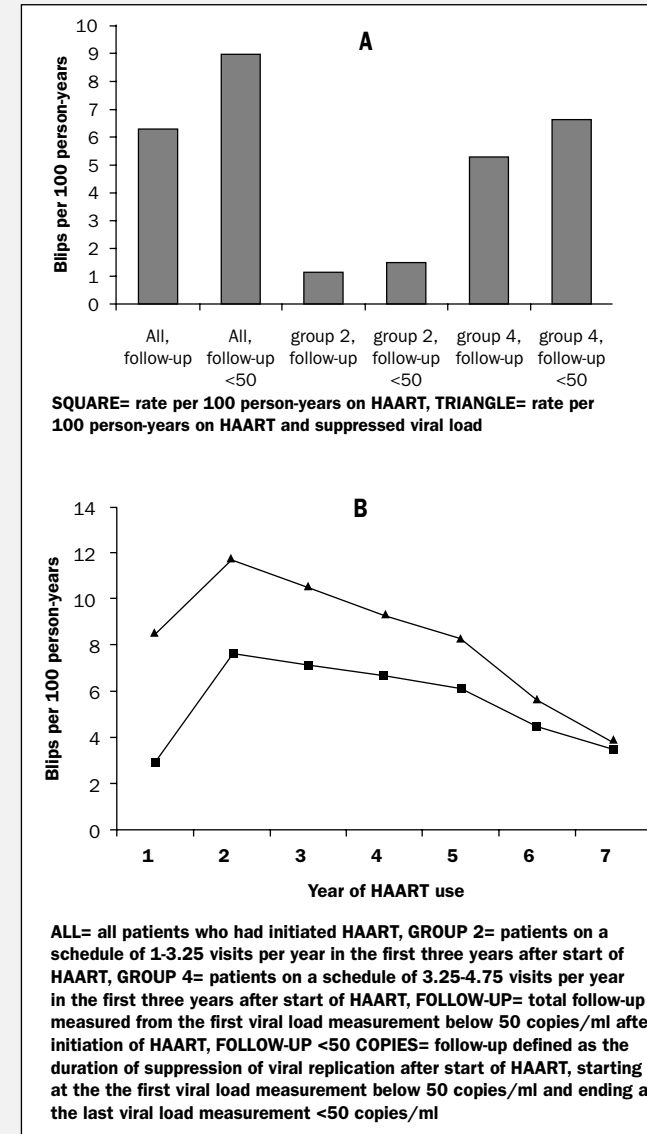 A
10
9
8
7
6
5
4
3
2
1
0
Blips per 100 person-years
All, follow-up
All, follow-up <50
group 2, follow-up
group 2, follow-up <50
group 4, follow-up
group 4, follow-up <50
SQUARE= rate per 100 person-years on HAART, TRIANGLE= rate per
100 person-years on HAART and suppressed viral load
B
14
12
10
8
6
4
2
0
Blips per 100 person-years
1 2 3 4 5 6 7
Year of HAART use
ALL= all patients who had initiated HAART, GROUP 2= patients on a
schedule of 1-3.25 visits per year in the first three years after start of
HAART, GROUP 4= patients on a schedule of 3.25-4.75 visits per year
in the first three years after start of HAART, FOLLOW-UP= total follow-up
measured from the first viral load measurement below 50 copies/ml afte
initiation of HAART, FOLLOW-UP <50 COPIES= follow-up defined as the
duration of suppression of viral replication after start of HAART, starting
at the the first viral load measurement below 50 copies/ml and ending a
the last viral load measurement <50 copies/ml